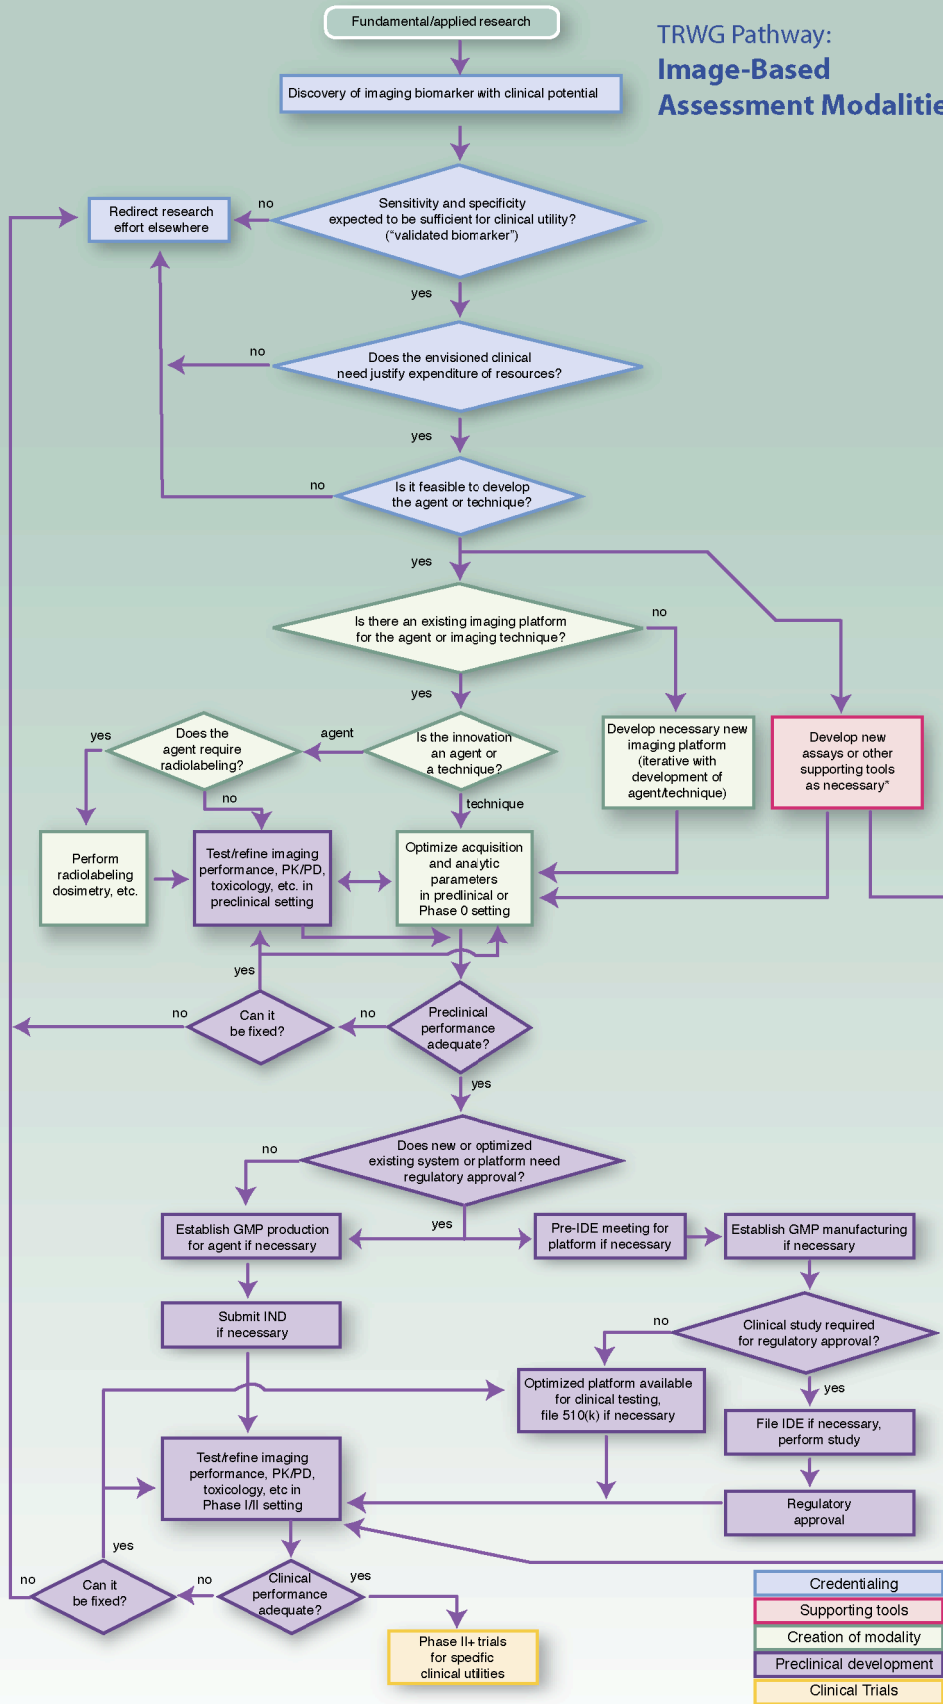 Fundamental/applied research
TRWG Pathway:
Image-Based
Assessment Modalitie
Discovery of imaging biomarker with clinical potential
Sensitivity and specificity
expected to be sufficient for clinical utility?
("validated biomarker")
no
Redirect research
effort elsewhere
yes
Does the envisioned clinical
need justify expenditure of resources?
no
yes
Is it feasible to develop
the agent or technique?
no
yes
Is there an existing imaging platform
for the agent or imaging technique?
no
yes
Does the
agent require
radiolabeling?
yes
agent
Is the innovation
an agent or
a technique?
Develop necessary new
imaging platform
(iterative with
development of
agent/technique)
Develop new
assays or other
supporting tools
as necessary*
no
technique
Perform
radiolabeling
dosimetry, etc.
Test/refine imaging
performance, PK/PD,
toxicology, etc. in
preclinical setting
Optimize acquisition
and analytic
parameters
in predlinical or
Phase 0 setting
yes
no
Can it
be fixed?
no
Preclinical
performance
adequate?
yes
Does new or optimized
existing system or platform need
regulatory approval?
no
yes
Establish GMP production
for agent if necessary
Pre-IDE meeting for
platform if necessary
Establish GMP manufacturing
if necessary
Submit IND
if necessary
Clinical study required
for regulatory approval?
no
yes
Optimized platform available
for clinical testing,
file 510(k) if necessary
File IDE if necessary,
perform study
Test/refine imaging
performance, PK/PD,
toxicology, etc in
Phase I/II setting
Regulatory
approval
yes
no
Can it
be fixed?
no
Clinical
performance
adequate?
yes
Phase II+ trials
for specific
clinical utilities
Credentialing
Supporting tools
Creation of modality
Preclinical development
Clinical Trials